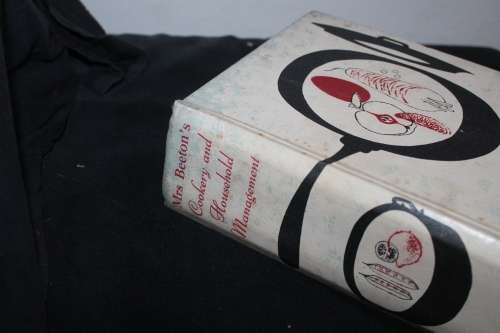 Mrs Beeton's
Cookery and
Household
Management